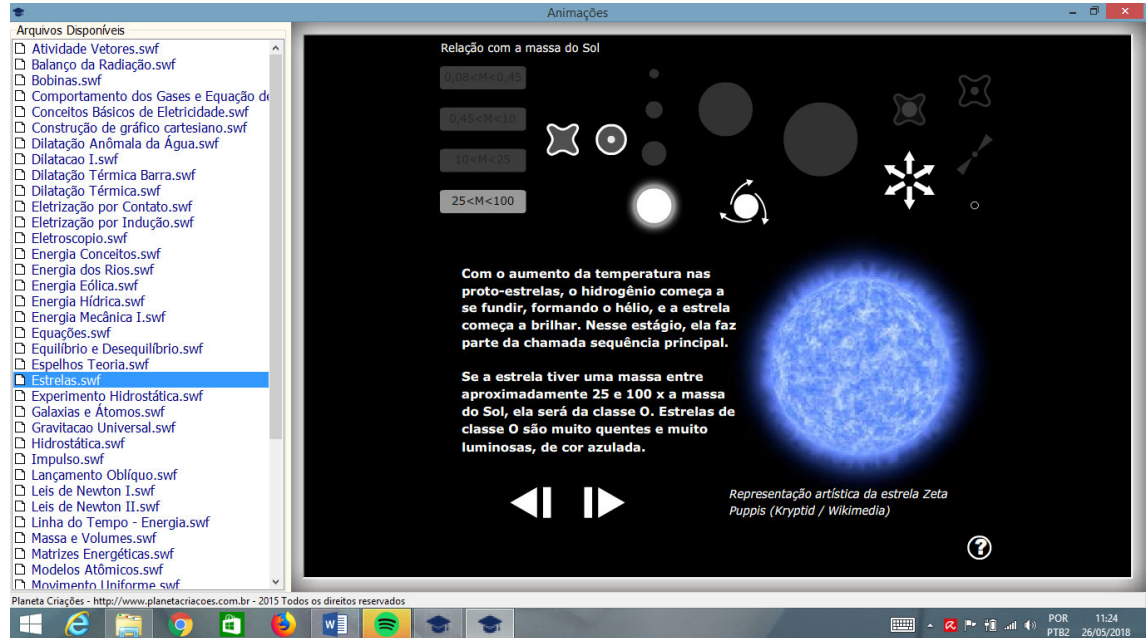 Animações
Arquivos Disponíveis
Atividade Vetores.swf
Balanço da Radiação.swf
Bobinas.swf
Comportamento dos Gases e Equação de
Conceitos Básicos de Eletricidade.swf
Construção de gráfico cartesiano.swf
Dilatação Anômala da Água.swf
Dilatacao I.swf
Dilatação Térmica Barra.swf
Dilatação Térmica.swf
Eletrização por Contato.swf
Eletrização por Indução.swf
Eletroscopio.swf
Energia Conceitos.swf
Energia dos Rios.swf
Energia Eólica.swf
Energia Hídrica.swf
Energia Mecânica I.swf
Equações.swf
Equilíbrio e Desequilíbrio.swf
Espelhos Teoria.swf
Estrelas.swf
Experimento Hidrostática.swf
Galaxias e Átomos.swf
Gravitacao Universal.swf
Hidrostática.swf
Impulso.swf
Lançamento Oblíquo.swf
Leis de Newton I.swf
Leis de Newton II.swf
Linha do Tempo - Energia.swf
Massa e Volumes.swf
Matrizes Energéticas.swf
Modelos Atômicos.swf
Movimento Uniforme.swf
Relação com a massa do Sol
0,08<M<0,45
0,45<M<10
10<M<25
25<M<100
Com o aumento da temperatura nas
proto-estrelas, o hidrogênio começa a
se fundir, formando o hélio, e a estrela
começa a brilhar. Nesse estágio, ela faz
parte da chamada sequência principal.
Se a estrela tiver uma massa entre
aproximadamente 25 e 100 x a massa
do Sol, ela será da classe O. Estrelas de
classe O são muito quentes e muito
luminosas, de cor azulada.
Representação artística da estrela Zeta
Puppis (Kryptid / Wikimedia)
?
Planeta Criações - http://www.planetacriacoes.com.br - 2015 Todos os direitos reservados
POR
PTB2
11:24
26/05/2018